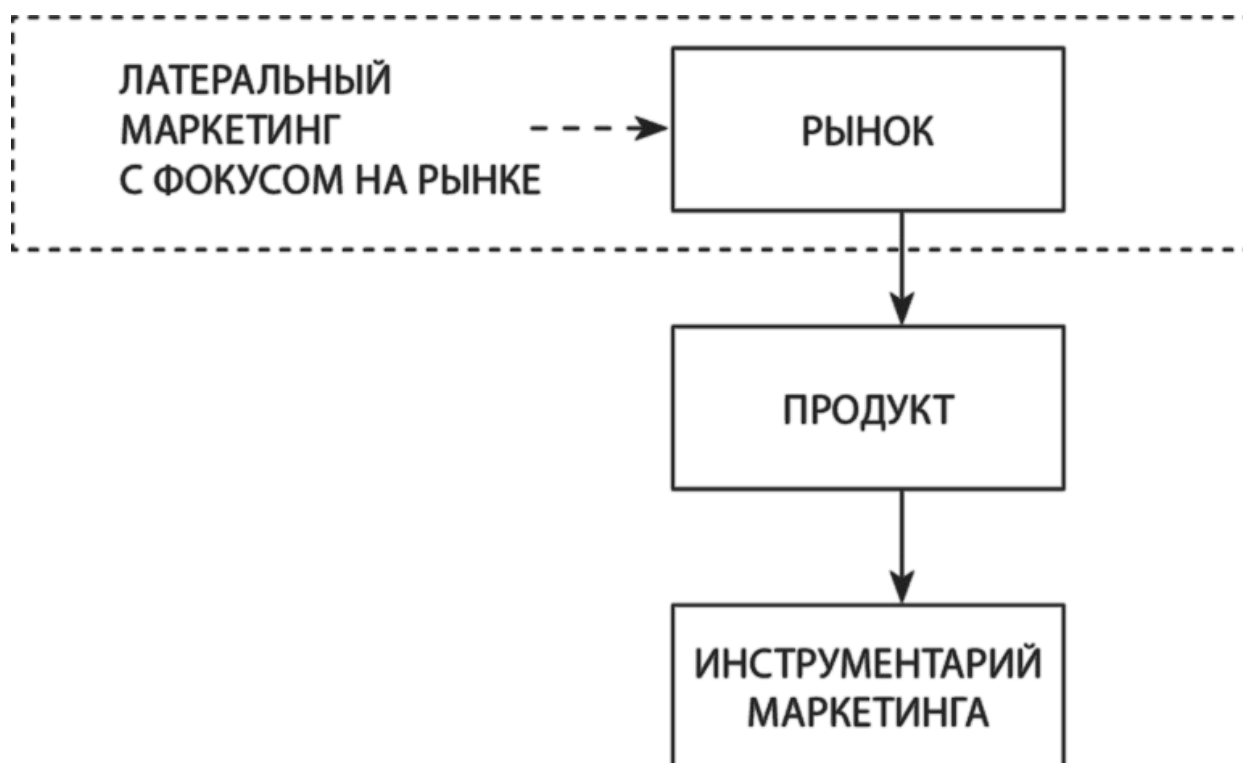 ЛАТЕРАЛЬНЫЙ
МАРКЕТИНГ
С ФОКУСОМ НА РЫНКЕ
РЫНОК
ПРОДУКТ
ИНСТРУМЕНТАРИЙ
МАРКЕТИНГА